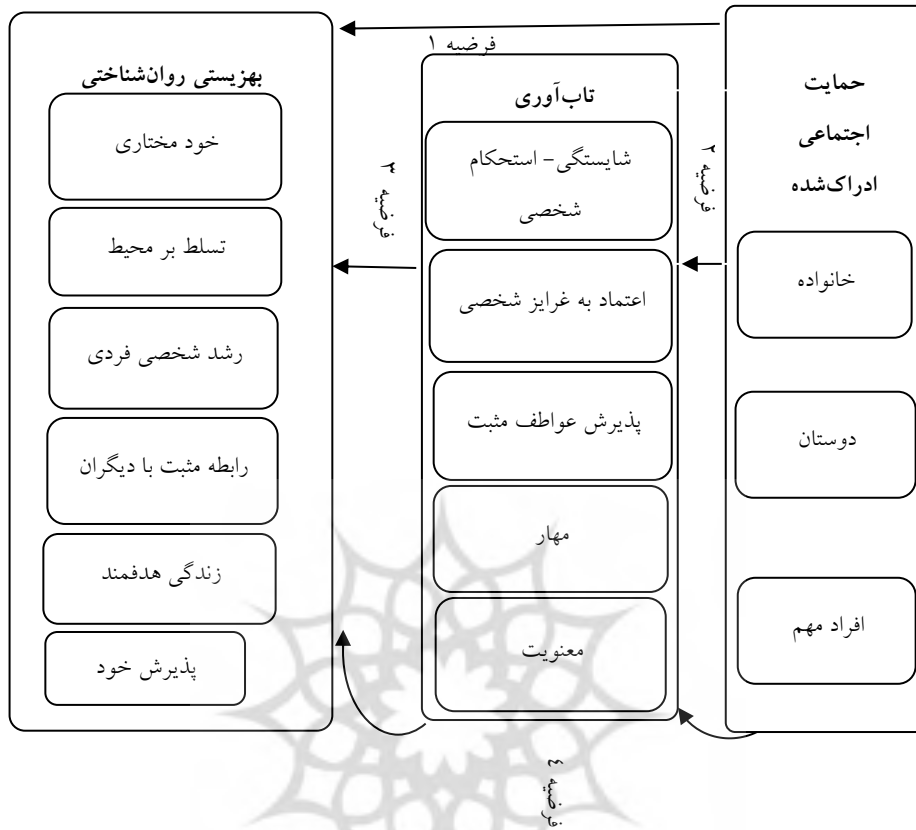 حمایت
اجتماعی
ادراک‌شده
خانواده
دوستان
افراد مهم
فرضیه ۱
فرضیه ۲
تاب‌آوری
شایستگی- استحکام
شخصی
اعتماد به غرایز شخصی
پذیرش عواطف مثبت
مهار
معنویت
فرضیه ۳
فرضیه ٤
بهزیستی روان‌شناختی
خود مختاری
تسلط بر محیط
رشد شخصی فردی
رابطه مثبت با دیگران
زندگی هدفمند
پذیرش خود